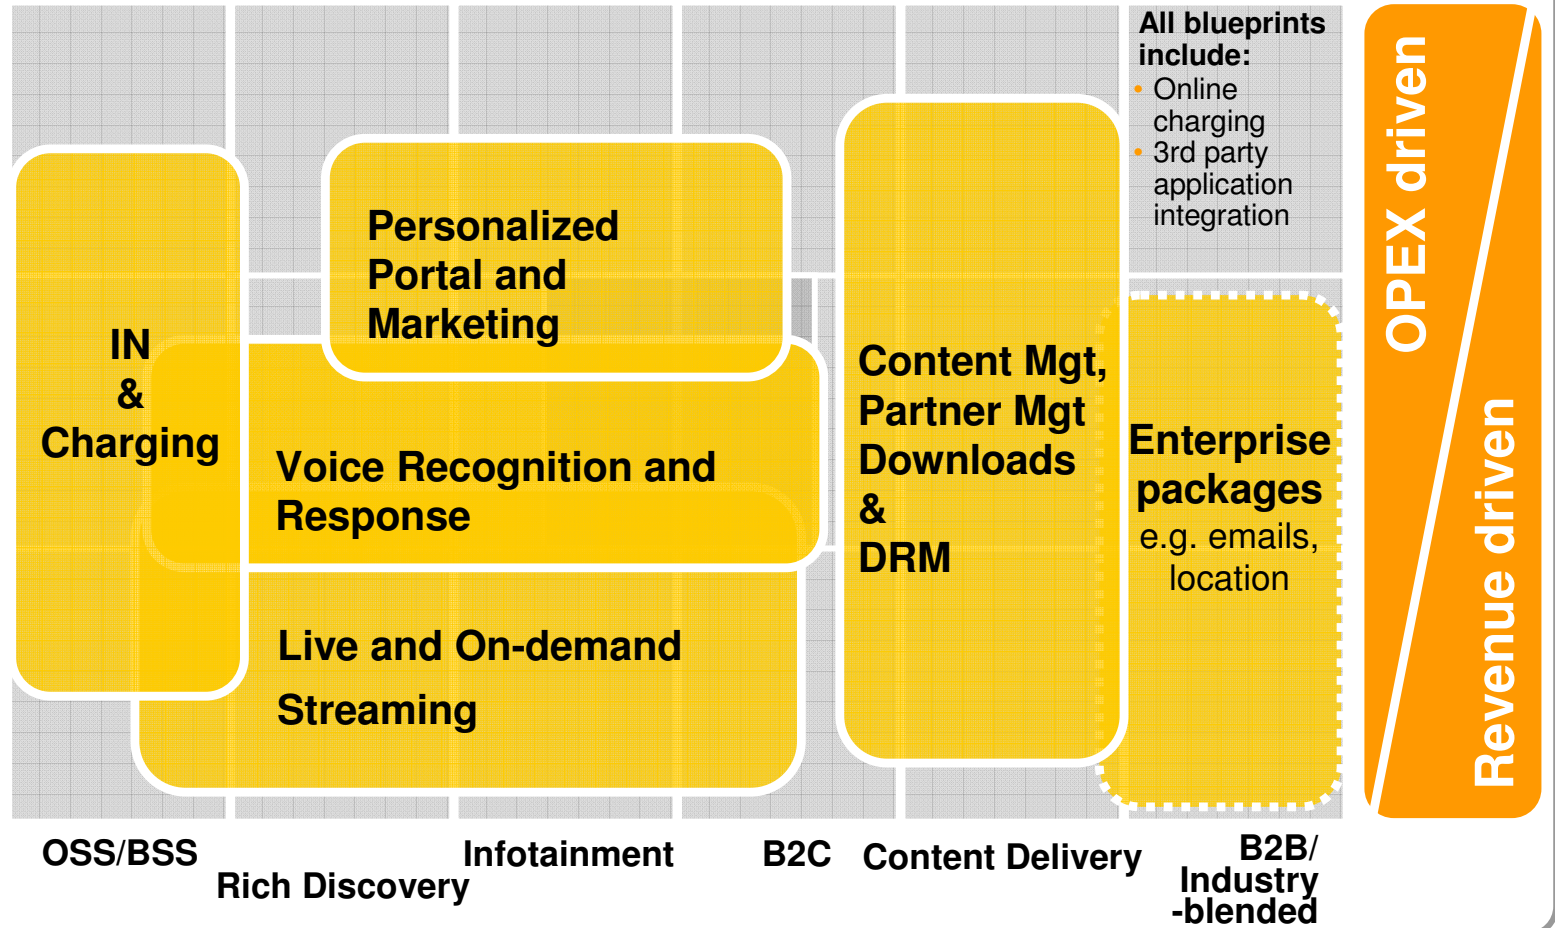 All blueprints
include:
• Online
charging
• 3rd party
application
integration
OPEX driven
Revenue driven
Personalized
Portal and
Marketing
IN
&
Charging
Voice Recognition and
Response
Live and On-demand
Streaming
Content Mgt,
Partner Mgt
Downloads
&
DRM
Enterprise
packages
e.g. emails,
location
OSS/BSS
Rich Discovery
Infotainment
B2C
Content Delivery
B2B/
Industry
-blended